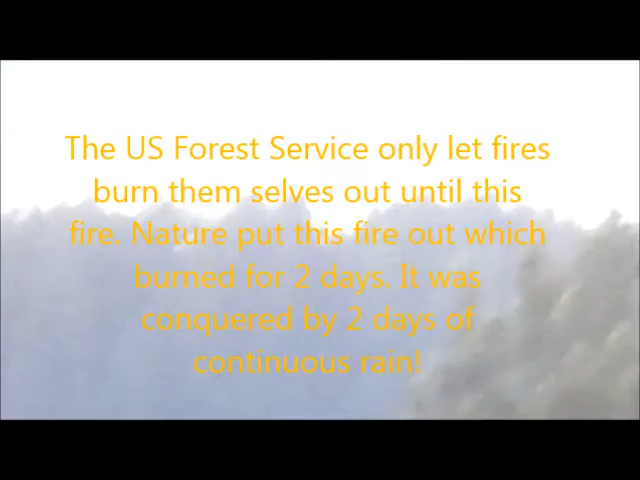 The US Forest Service only let fires
burn them selves out until this
fire. Nature put this fire out which
burned for 2 days. It was
conquered by 2 days of
continuous rain!